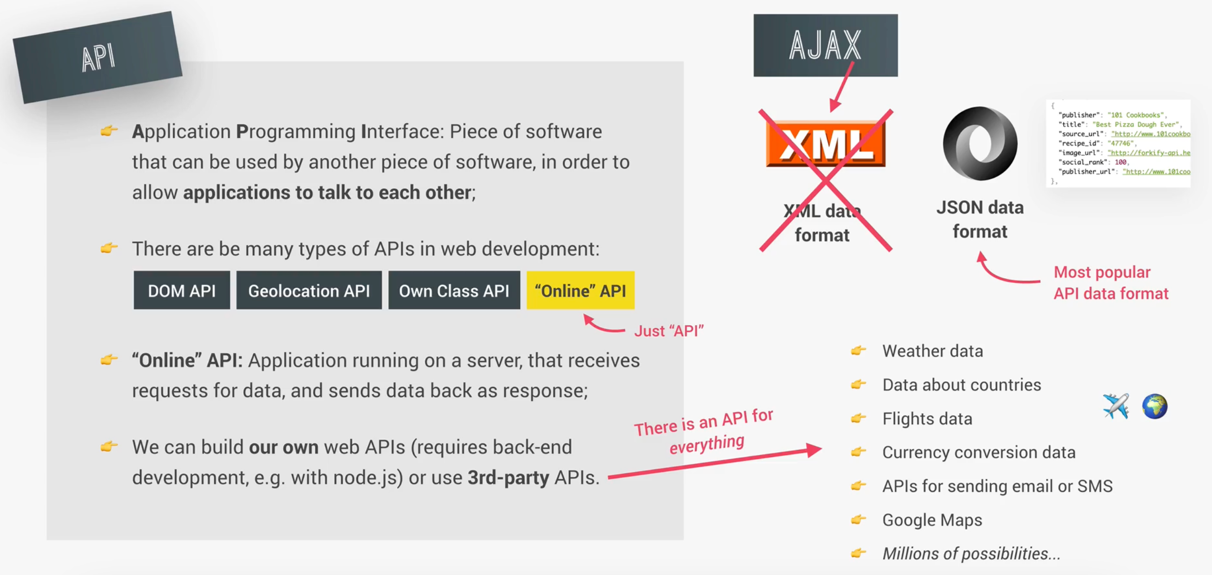 API
Application Programming Interface: Piece of software
that can be used by another piece of software, in order to
allow applications to talk to each other;
There are be many types of APIs in web development:
DOM API
Geolocation API
Own Class API
“Online” API
Just “API”
“Online” API: Application running on a server, that receives
requests for data, and sends data back as response;
We can build our own web APIs (requires back-end
development, e.g. with node.js) or use 3rd-party APIs.
There is an API for
everything
AJAX
XML
XML data
format
JSON data
format
{
"publisher": "101 Cookbooks",
"title": "Best Pizza Dough Ever",
"source_url": "http://www.101cookbo
"recipe_id": "47746",
"image_url": "http://forkify-api.he
"social_rank": 100,
"publisher_url": "http://www.101coo
},
Most popular
API data format
Weather data
Data about countries
Flights data
Currency conversion data
APIs for sending email or SMS
Google Maps
Millions of possibilities...